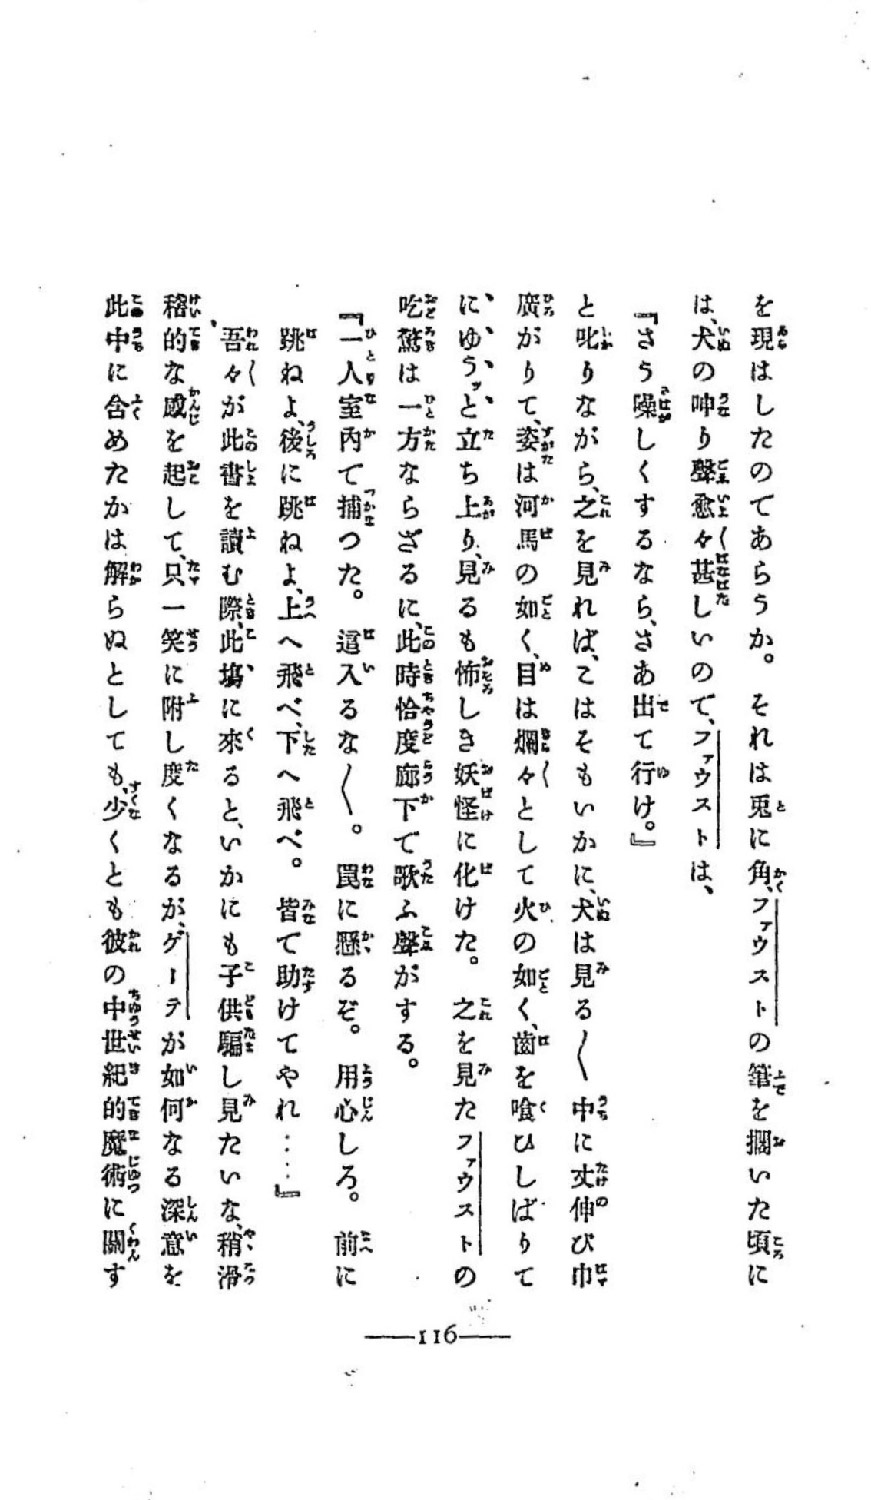 を現はしたのであらうか。それは兎に角、ファウストの筆を擱いた頃に
は、犬の呻り聲愈々甚しいので、ファウストは、
『さう噪しくするなら、さあ出て行け。』
と叱りながら、之を見れば、こはそもいかに、犬は見る〱中に丈伸び巾
廣がりて、姿は河馬の如く、目は爛々〱として火の如く、齒を喰ひしばりて
に、ゆうッと立ち上り、見るも怖しき妖怪に化けた。之を見たファウストの
吃驚は一方ならざるに、此時恰度廊下で歌ふ聲がする。
『一人室内で捕つた。這入るな〱。罠に懸るぞ。用心しろ。前に
跳ねよ、後に跳ねよ、上へ飛べ、下へ飛べ。皆で助けてやれ‥‥』
吾々〱が此書を讀む際、此塲に來ると、いかにも子供騙し見たいな、稍滑
稽的な感を起して、只一笑に附し度くなるが、ゲーテが如何なる深意を
此中に含めたかは解らぬとしても、少くとも彼の中世紀的魔術に關す
116